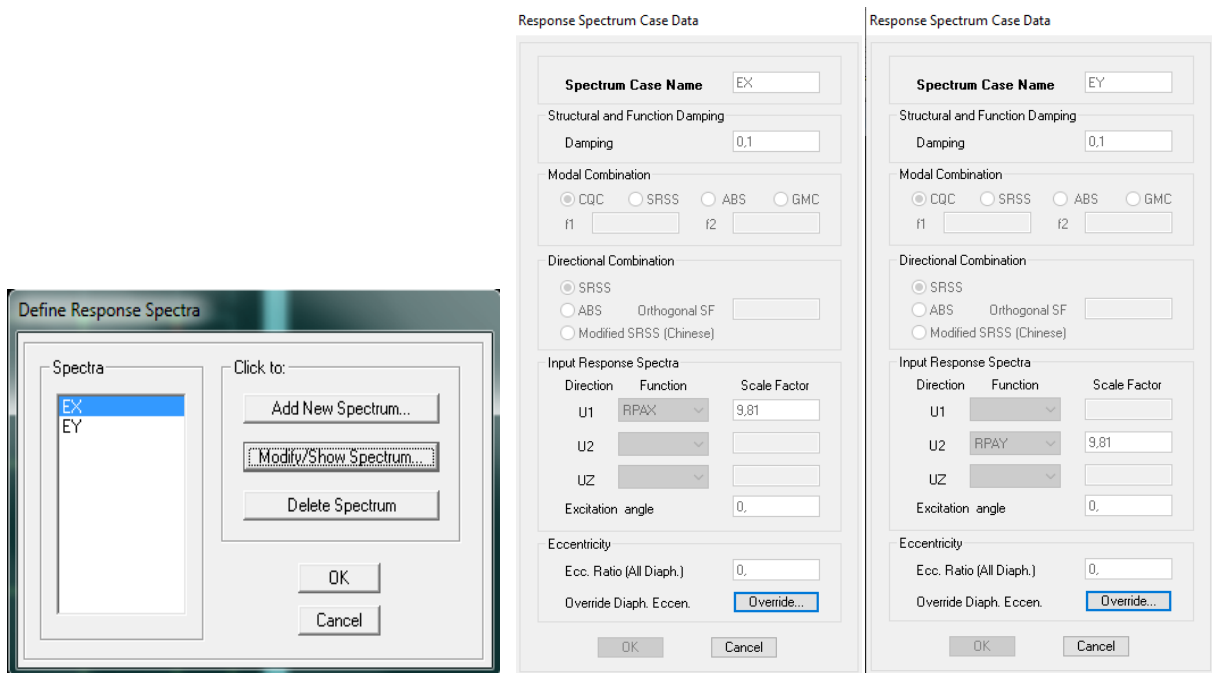 Define Response Spectra
Spectra
EX
EY
Click to:
Add New Spectrum...
Modify/Show Spectrum...
Delete Spectrum
OK
Cancel
Response Spectrum Case Data
Spectrum Case Name EX
Structural and Function Damping
Damping 0,1
Modal Combination
CQC SRSS ABS GMC
f1 f2
Directional Combination
SRSS
ABS Orthogonal SF
Modified SRSS (Chinese)
Input Response Spectra
Direction Function Scale Factor
U1 RPAX 9,81
U2
UZ
Excitation angle 0,
Eccentricity
Ecc. Ratio (All Diaph.) 0,
Override Diaph. Eccen. Override...
OK Cancel
Response Spectrum Case Data
Spectrum Case Name EY
Structural and Function Damping
Damping 0,1
Modal Combination
CQC SRSS ABS GMC
f1 f2
Directional Combination
SRSS
ABS Orthogonal SF
Modified SRSS (Chinese)
Input Response Spectra
Direction Function Scale Factor
U1
U2 RPAY 9,81
UZ
Excitation angle 0,
Eccentricity
Ecc. Ratio (All Diaph.) 0,
Override Diaph. Eccen. Override...
OK Cancel